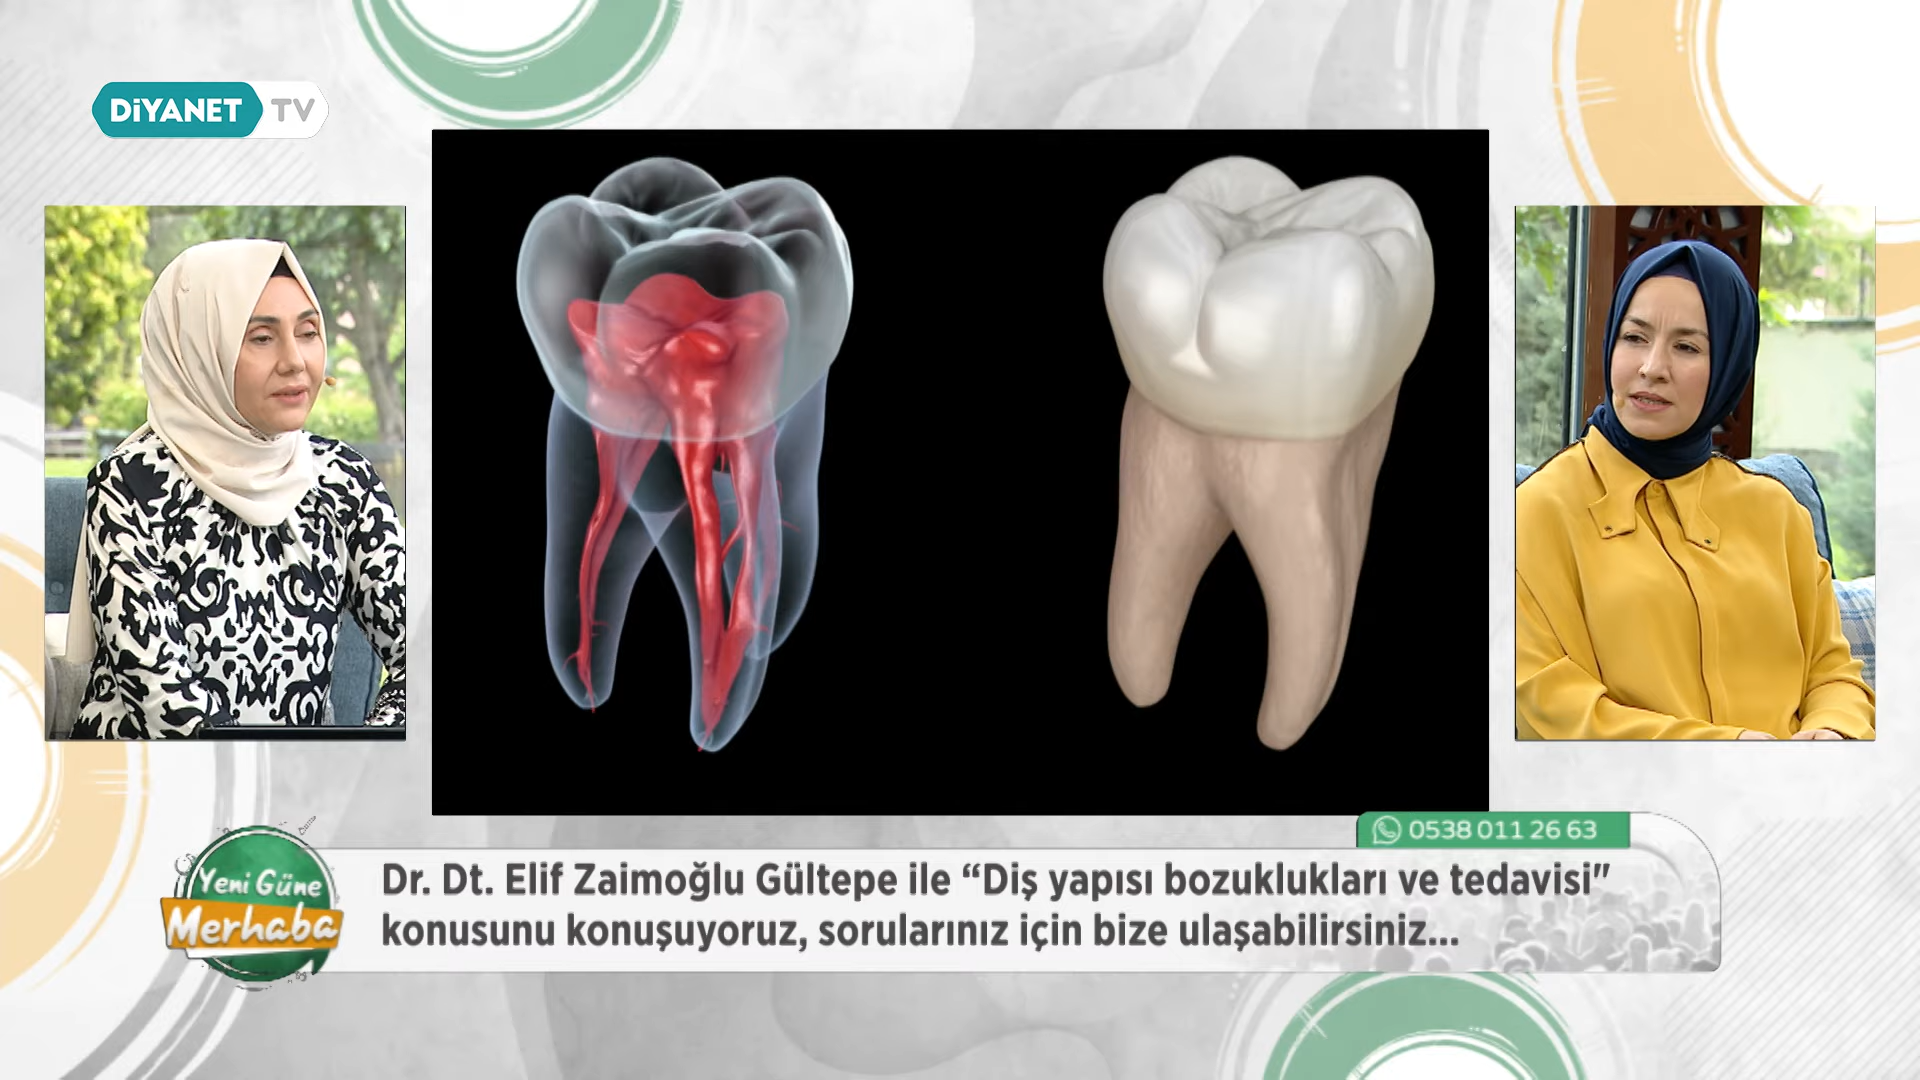 DİYANET TV
0538 011 26 63
Yeni Güne
Merhaba
Dr. Dt. Elif Zaimoğlu Gültepe ile “Diş yapısı bozuklukları ve tedavisi"
konusunu konuşuyoruz, sorularınız için bize ulaşabilirsiniz...